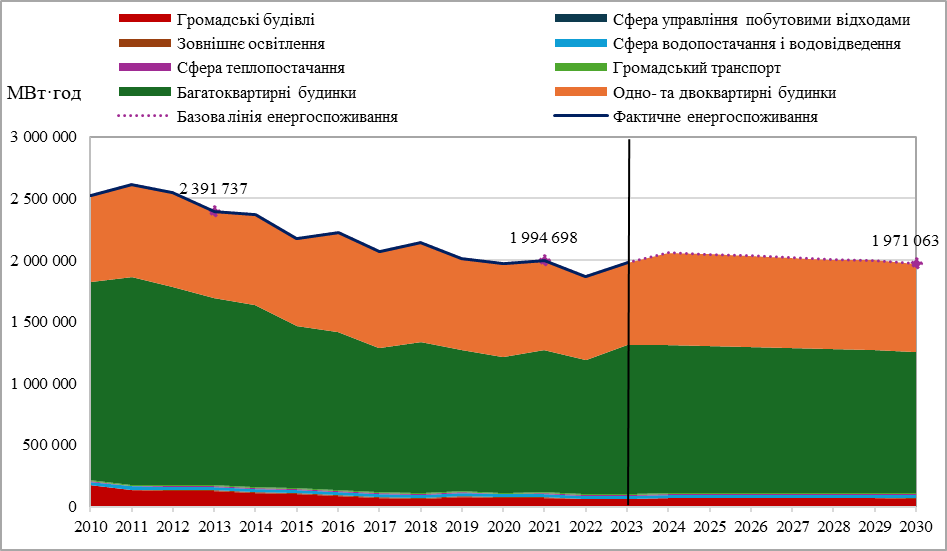 Громадські будівлі
Сфера управління побутовими відходами
Зовнішнє освітлення
Сфера водопостачання і водовідведення
Сфера теплопостачання
Громадський транспорт
МВт·год
Багатоквартирні будинки
Одно- та двоквартирні будинки
Базова лінія енергоспоживання
Фактичне енергоспоживання
3 000 000
2 500 000
2 000 000
1 500 000
1 000 000
500 000
0
2 391 737
1 994 698
1 971 063
2010 2011 2012 2013 2014 2015 2016 2017 2018 2019 2020 2021 2022 2023 2024 2025 2026 2027 2028 2029 2030